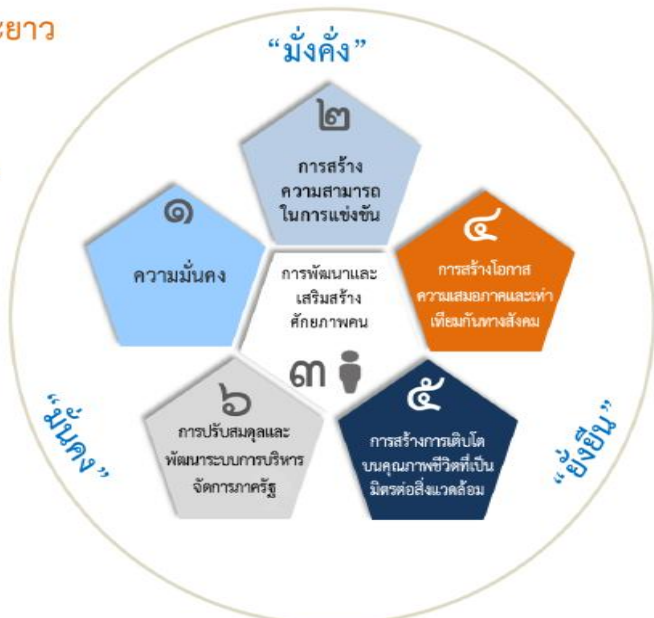 ะยาว
“มั่งคั่ง”
๒
การสร้าง
ความสามารถ
ในการแข่งขัน
๑
ความมั่นคง
๔
การสร้างโอกาส
ความเสมอภาคและเท่า
เทียมกันทางสังคม
การพัฒนาและ
เสริมสร้าง
ศักยภาพคน
๓
๖
การปรับสมดุลและ
พัฒนาระบบการบริหาร
จัดการภาครัฐ
๕
การสร้างการเติบโต
บนคุณภาพชีวิตที่เป็น
มิตรต่อสิ่งแวดล้อม
“มั่นคง”
“ยั่งยืน”